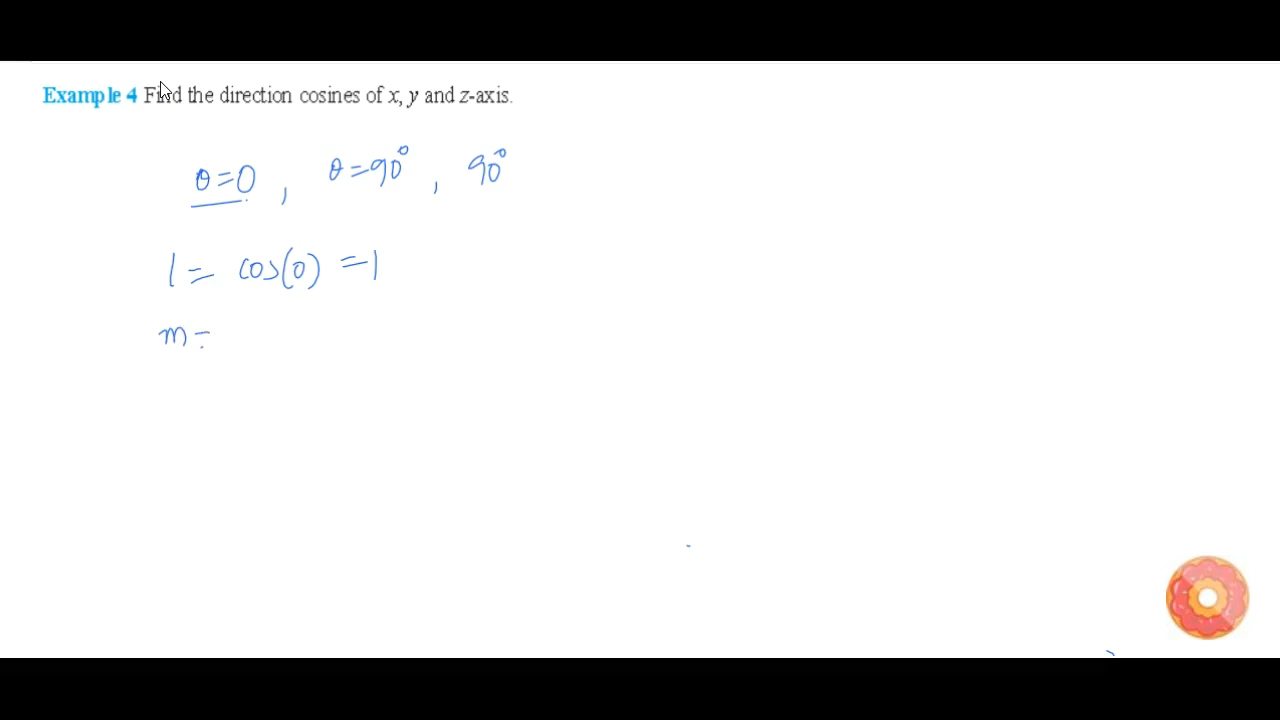 Example 4 Find the direction cosines of x, y and z-axis.
θ=0 , θ=90° , 90°
l = cos(0) =1
m =